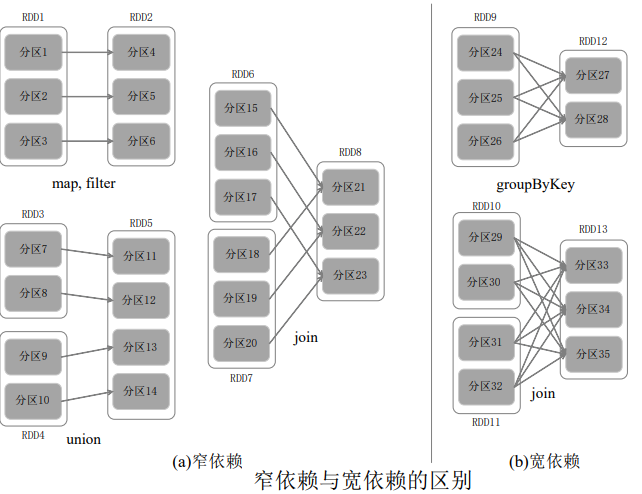 RDD1
分区1
分区2
分区3
RDD2
分区4
分区5
分区6
map, filter
RDD3
分区7
分区8
分区9
分区10
RDD4
RDD5
分区11
分区12
分区13
分区14
union
RDD6
分区15
分区16
分区17
分区18
分区19
分区20
RDD7
RDD8
分区21
分区22
分区23
join
(a)窄依赖
RDD9
分区24
分区25
分区26
RDD12
分区27
分区28
groupByKey
RDD10
分区29
分区30
分区31
分区32
RDD11
RDD13
分区33
分区34
分区35
join
(b)宽依赖
窄依赖与宽依赖的区别